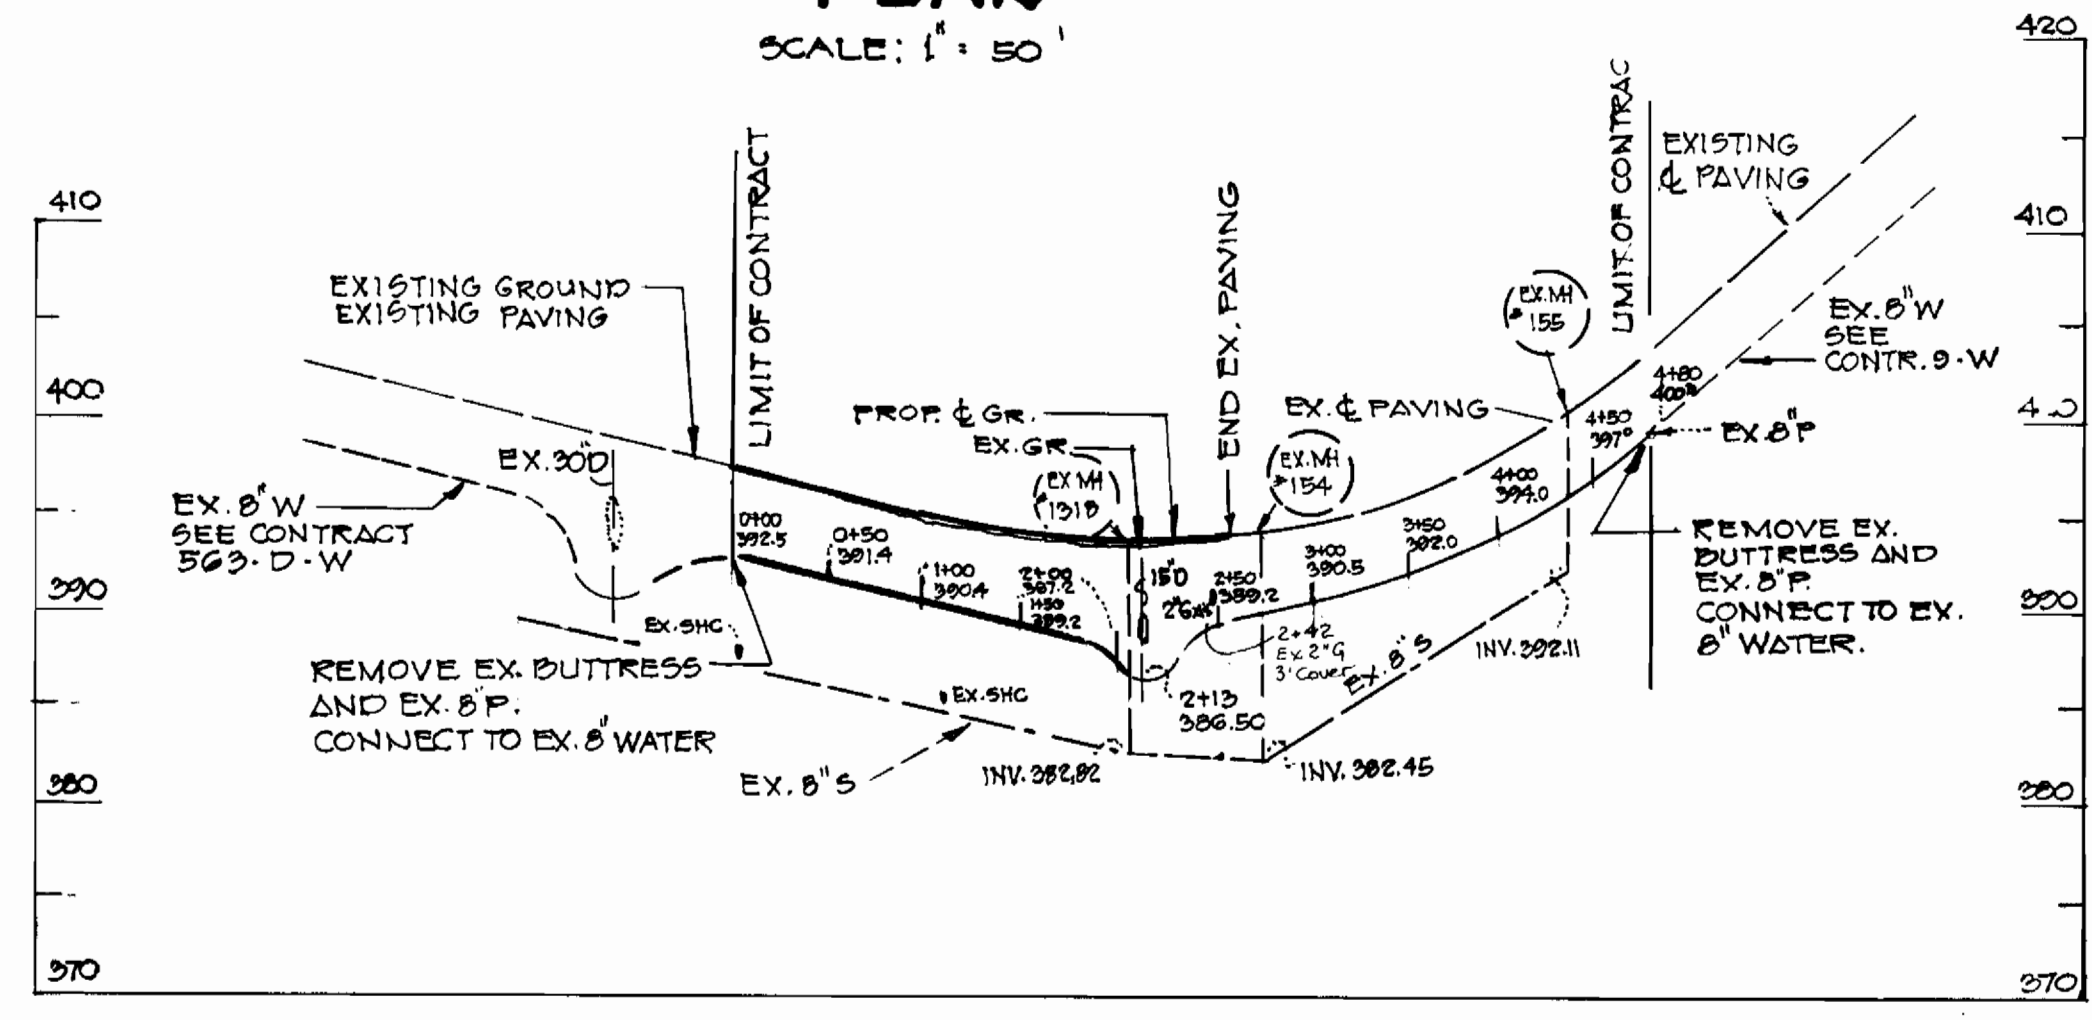 SCALE: 1" = 50'
420
410
400
390
380
370
410
410
390
380
370
LIMIT OF CONTRACT
END EX. PAVING
LIMIT OF CONTRAC
EXISTING
℄ PAVING
EXISTING GROUND
EXISTING PAVING
EX. MH
# 155
EX. 8" W
SEE
CONTR. 9-W
PROP. ℄ GR.
EX. GR.
EX. ℄ PAVING
EX MH
# 131B
EX. MH
# 154
EX. 30" D
EX. 8" W
SEE CONTRACT
563-D-W
4+80
4+50
397.0
EX. 8" P
4+00
394.0
3+50
392.0
3+00
390.5
2+50
389.2
0+00
392.5
0+50
391.4
1+00
390.4
2+00
387.2
1+50
389.2
15" D
2+42
Ex 2" G
3' Cover
2+13
386.50
EX. SHC
EX. SHC
REMOVE EX. BUTTRESS
AND EX. 8" P.
CONNECT TO EX. 8" WATER
EX. 8" S
INV. 382.82
INV. 382.45
EX. 8" S
INV. 392.11
REMOVE EX.
BUTTRESS AND
EX. 8" P.
CONNECT TO EX.
8" WATER.